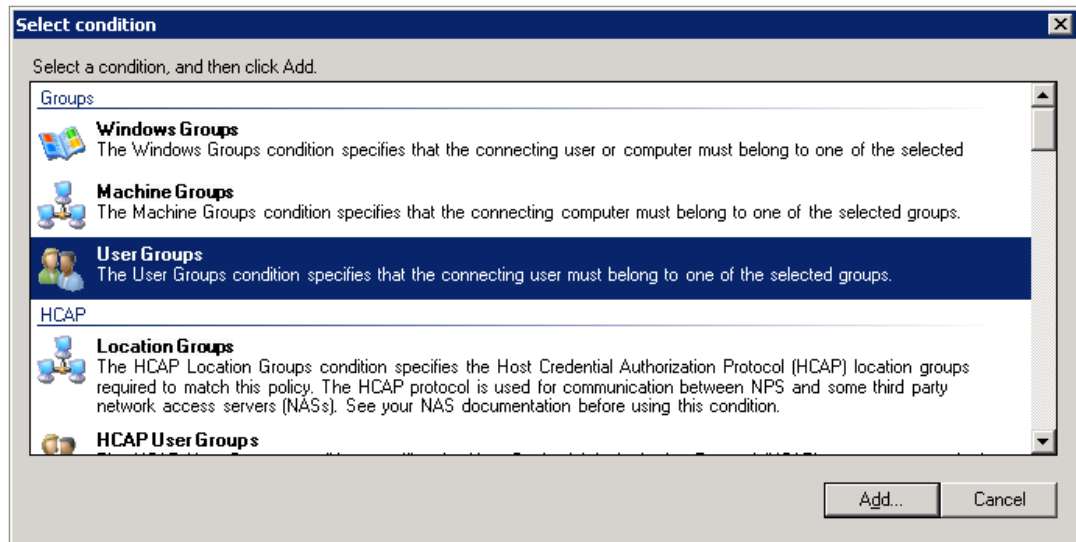 Select condition
Select a condition, and then click Add.
Groups
Windows Groups
The Windows Groups condition specifies that the connecting user or computer must belong to one of the selected
Machine Groups
The Machine Groups condition specifies that the connecting computer must belong to one of the selected groups.
User Groups
The User Groups condition specifies that the connecting user must belong to one of the selected groups.
HCAP
Location Groups
The HCAP Location Groups condition specifies the Host Credential Authorization Protocol (HCAP) location groups
required to match this policy. The HCAP protocol is used for communication between NPS and some third party
network access servers (NASs). See your NAS documentation before using this condition.
HCAP User Groups
Add...
Cancel